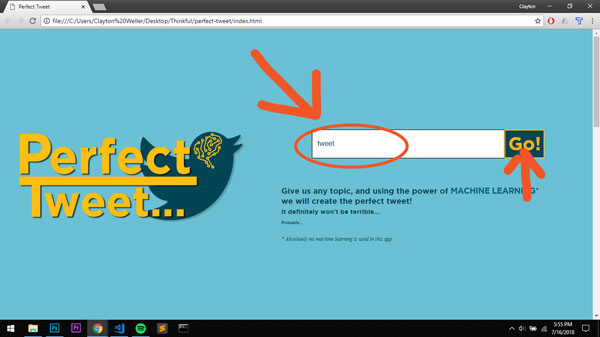 Perfect Tweet
Clayton
file:///C:/Users/Clayton%20Weller/Desktop/Thinkful/perfect-tweet/index.html
Perfect
Tweet...
tweet
Go!
Give us any topic, and using the power of MACHINE LEARNING*
we will create the perfect tweet!
It definitely won't be terrible...
Probably...
* Absolutely no machine learning is used in this app
Ps
Pr
5:55 PM
7/16/2018